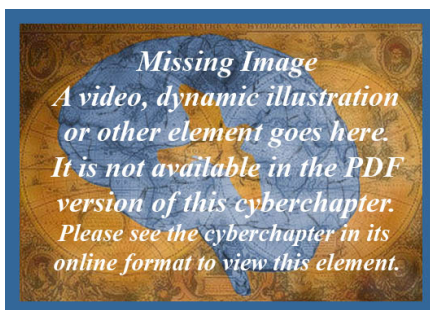 Missing Image
A video, dynamic illustration
or other element goes here.
It is not available in the PDF
version of this cyberchapter.
Please see the cyberchapter in its
online format to view this element.